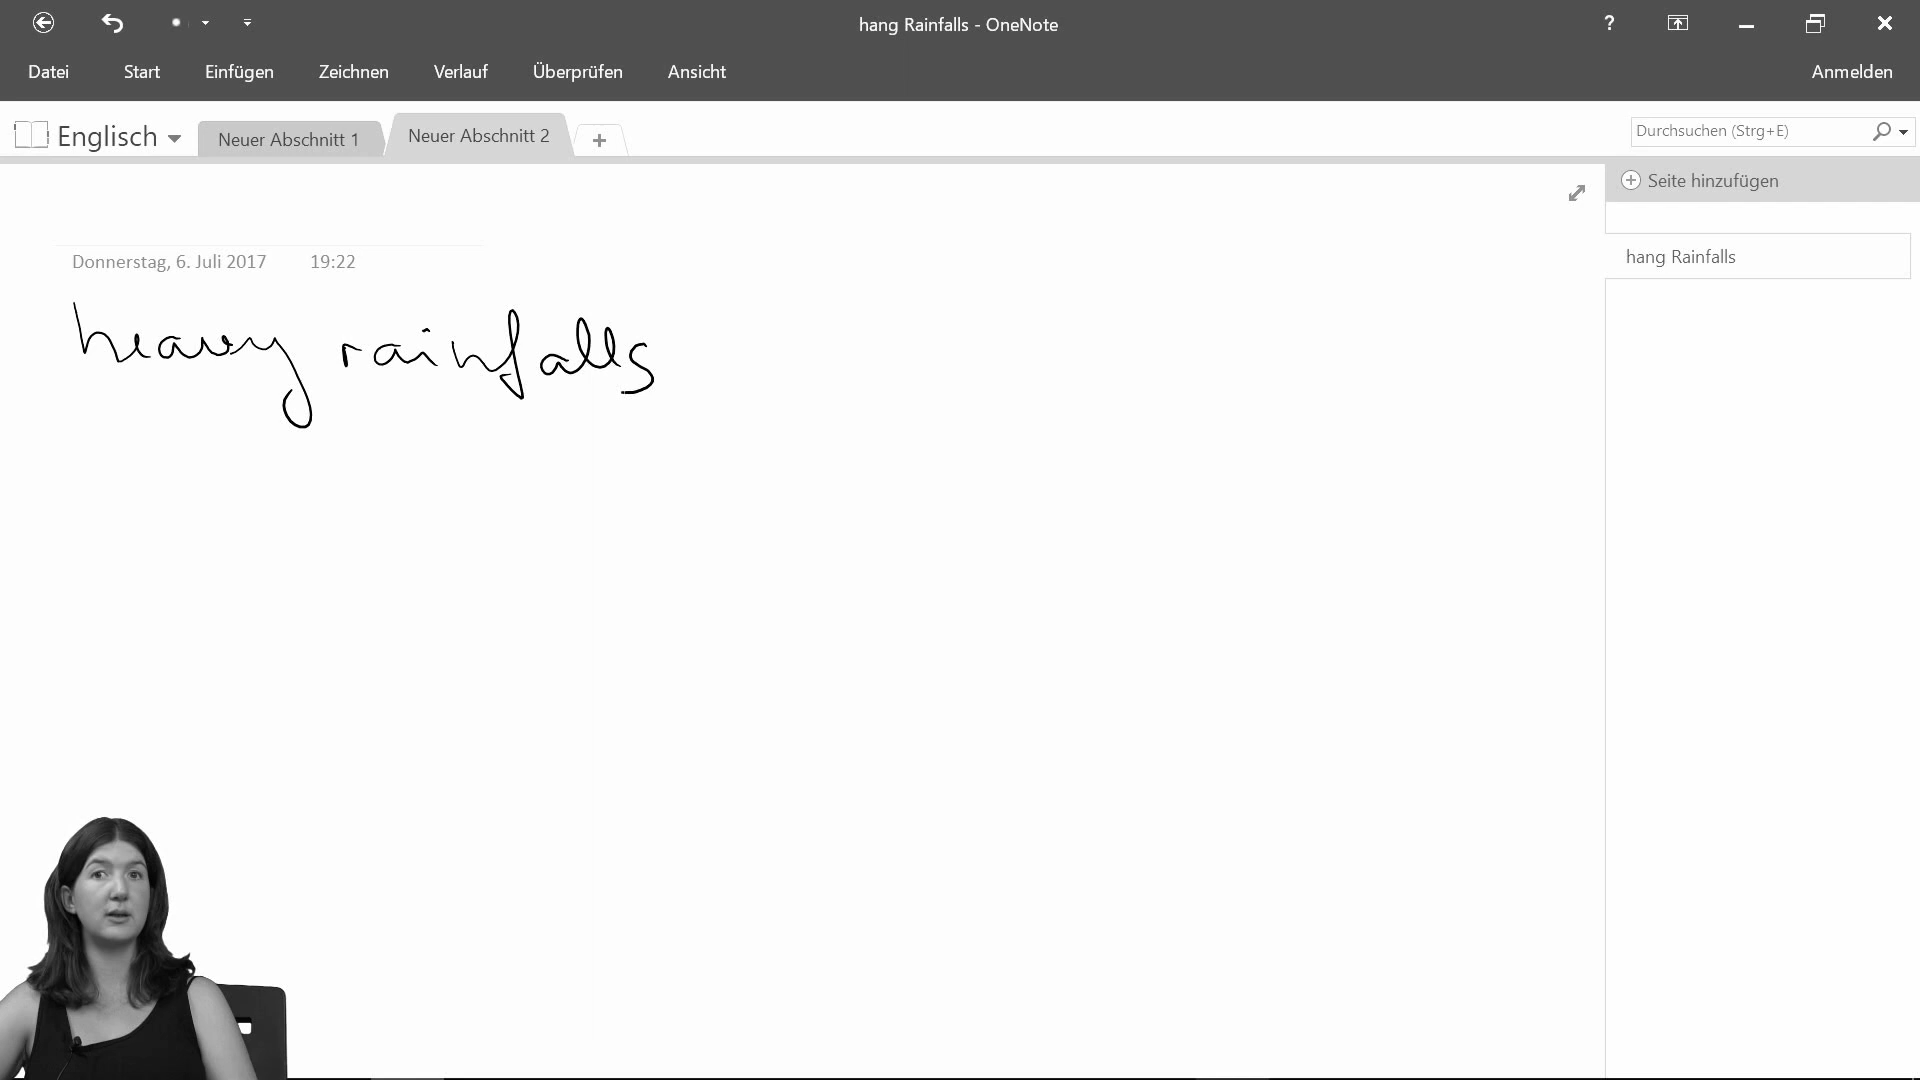 hang Rainfalls - OneNote
?
Datei Start Einfügen Zeichnen Verlauf Überprüfen Ansicht Anmelden
Englisch Neuer Abschnitt 1 Neuer Abschnitt 2 + Durchsuchen (Strg+E)
Seite hinzufügen
hang Rainfalls
Donnerstag, 6. Juli 2017 19:22
heavy rainfalls